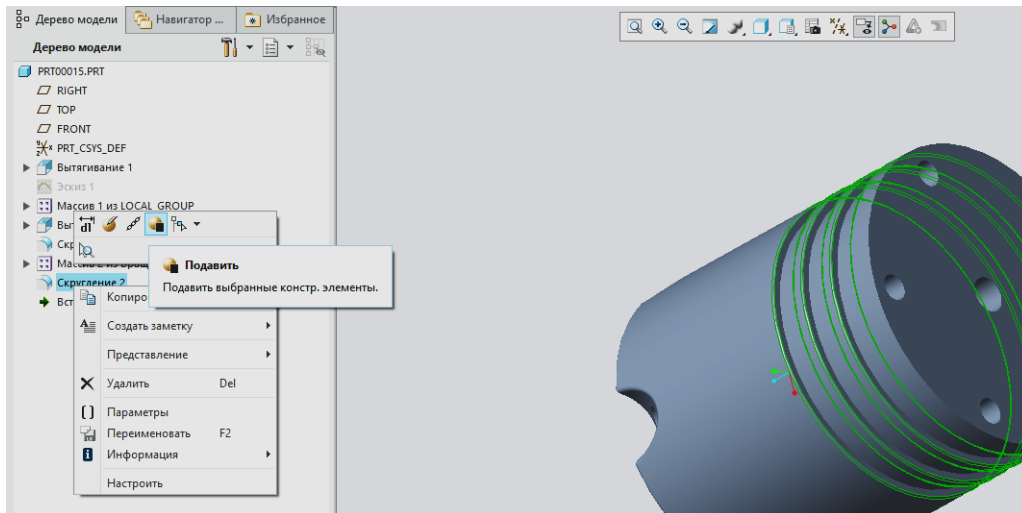 Дерево модели
Навигатор ...
Избранное
Дерево модели
PRT00015.PRT
RIGHT
TOP
FRONT
PRT_CSYS_DEF
Вытягивание 1
Эскиз 1
Массив 1 из LOCAL_GROUP
Подавить
Подавить выбранные констр. элементы.
Скругление 2
Создать заметку
Представление
Удалить Del
Параметры
Переименовать F2
Информация
Настроить